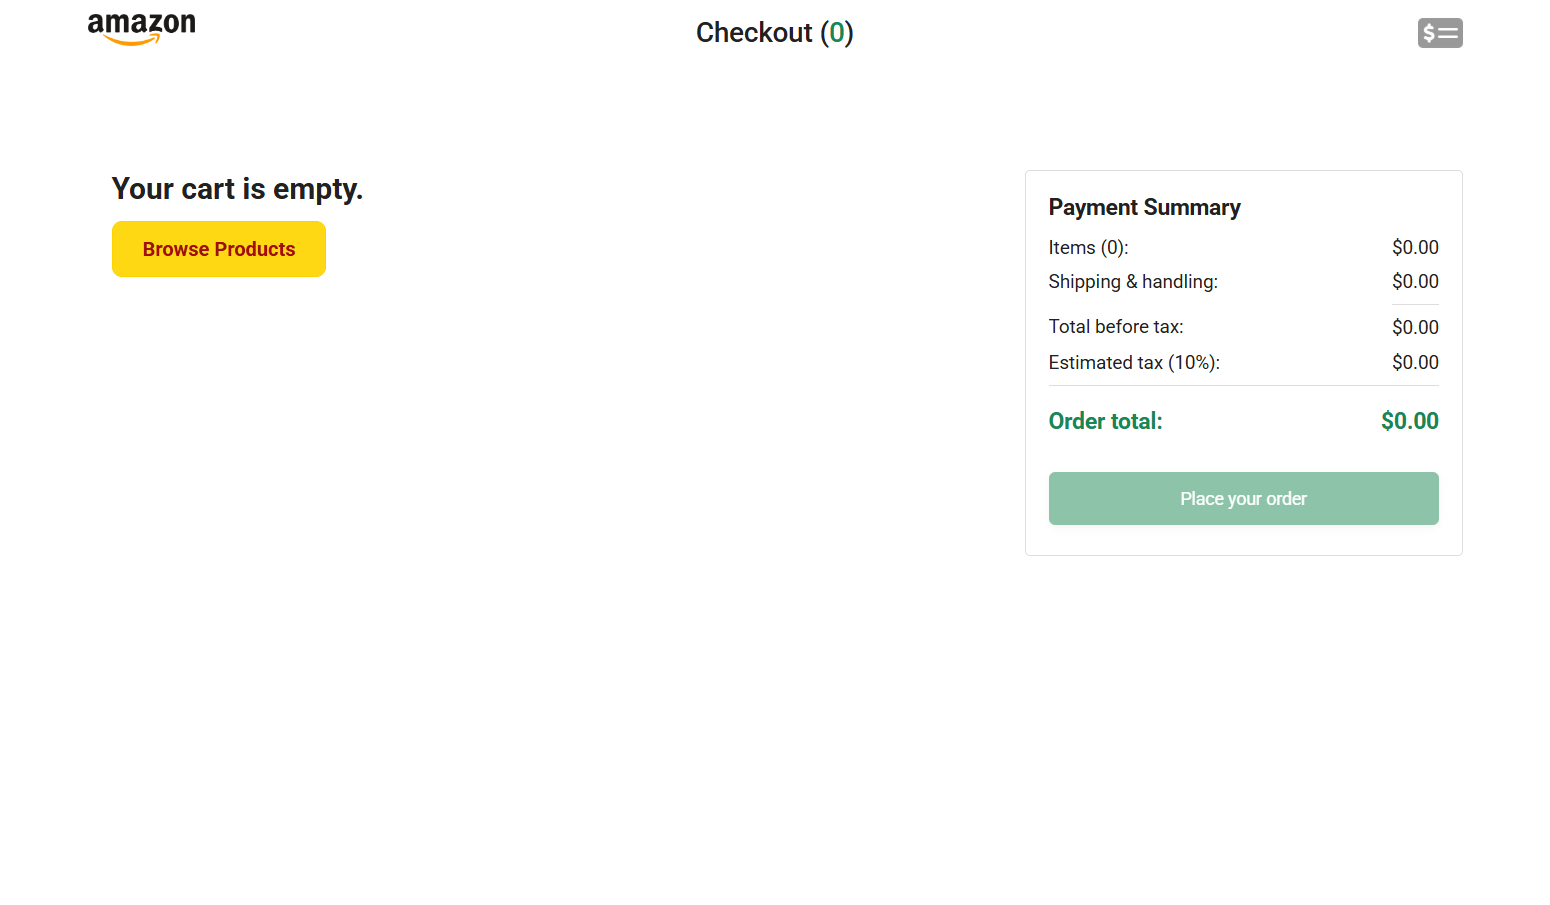 amazon
Checkout (0)
$
Your cart is empty.
Browse Products
Payment Summary
Items (0): $0.00
Shipping & handling: $0.00
Total before tax: $0.00
Estimated tax (10%): $0.00
Order total: $0.00
Place your order